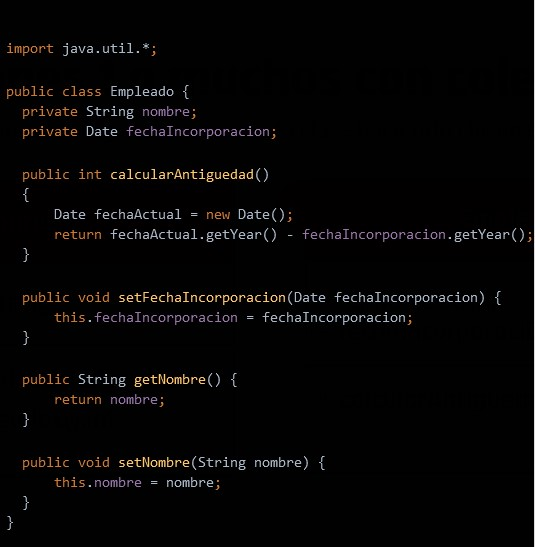 import java.util.*;
public class Empleado {
private String nombre;
private Date fechaIncorporacion;
public int calcularAntiguedad()
{
Date fechaActual = new Date();
return fechaActual.getYear() - fechaIncorporacion.getYear();
}
public void setFechaIncorporacion(Date fechaIncorporacion) {
this.fechaIncorporacion = fechaIncorporacion;
}
public String getNombre() {
return nombre;
}
public void setNombre(String nombre) {
this.nombre = nombre;
}
}